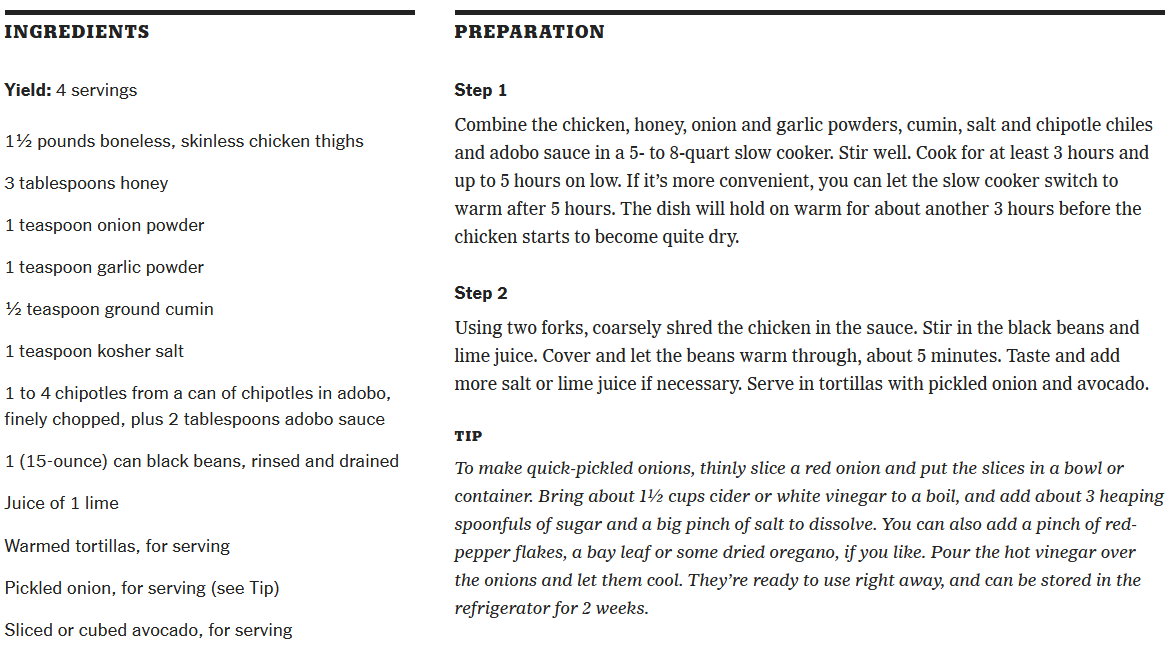 INGREDIENTS
Yield: 4 servings
1½ pounds boneless, skinless chicken thighs
3 tablespoons honey
1 teaspoon onion powder
1 teaspoon garlic powder
½ teaspoon ground cumin
1 teaspoon kosher salt
1 to 4 chipotles from a can of chipotles in adobo,
finely chopped, plus 2 tablespoons adobo sauce
1 (15-ounce) can black beans, rinsed and drained
Juice of 1 lime
Warmed tortillas, for serving
Pickled onion, for serving (see Tip)
Sliced or cubed avocado, for serving
PREPARATION
Step 1
Combine the chicken, honey, onion and garlic powders, cumin, salt and chipotle chiles
and adobo sauce in a 5- to 8-quart slow cooker. Stir well. Cook for at least 3 hours and
up to 5 hours on low. If it’s more convenient, you can let the slow cooker switch to
warm after 5 hours. The dish will hold on warm for about another 3 hours before the
chicken starts to become quite dry.
Step 2
Using two forks, coarsely shred the chicken in the sauce. Stir in the black beans and
lime juice. Cover and let the beans warm through, about 5 minutes. Taste and add
more salt or lime juice if necessary. Serve in tortillas with pickled onion and avocado.
TIP
To make quick-pickled onions, thinly slice a red onion and put the slices in a bowl or
container. Bring about 1½ cups cider or white vinegar to a boil, and add about 3 heaping
spoonfuls of sugar and a big pinch of salt to dissolve. You can also add a pinch of red-
pepper flakes, a bay leaf or some dried oregano, if you like. Pour the hot vinegar over
the onions and let them cool. They’re ready to use right away, and can be stored in the
refrigerator for 2 weeks.